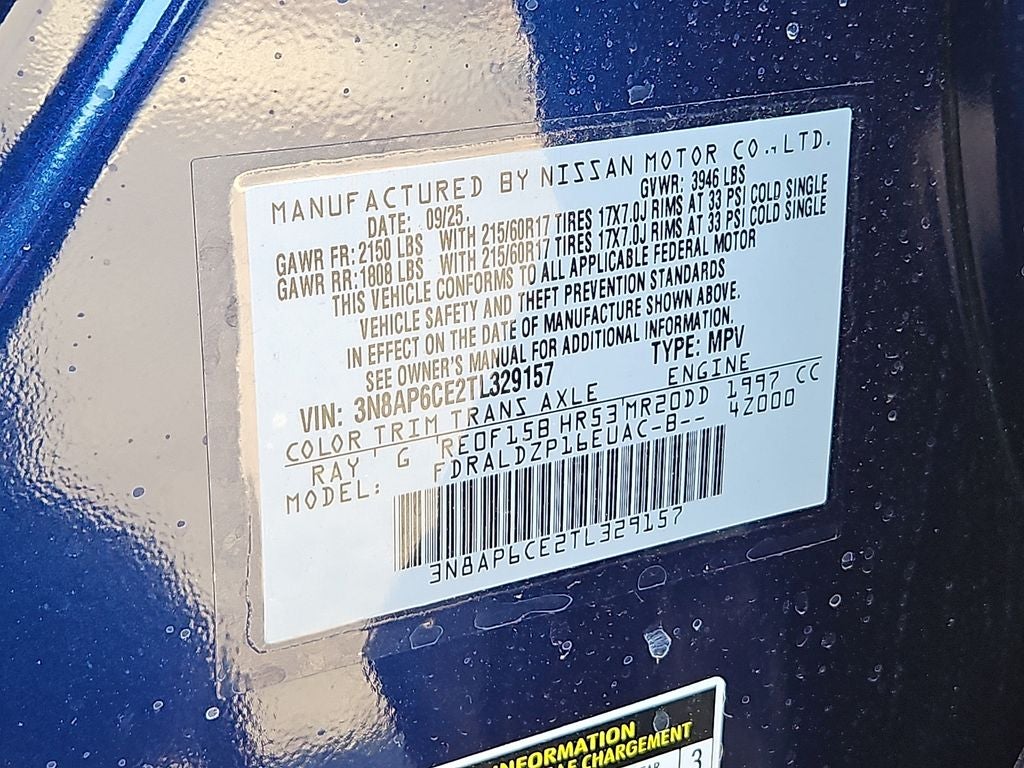 MANUFACTURED BY NISSAN MOTOR CO., LTD.
DATE: 09/25. GVWR: 3946 LBS
GAWR FR: 2150 LBS WITH 215/60R17 TIRES 17X7.0J RIMS AT 33 PSI COLD SINGLE
GAWR RR: 1808 LBS WITH 215/60R17 TIRES 17X7.0J RIMS AT 33 PSI COLD SINGLE
THIS VEHICLE CONFORMS TO ALL APPLICABLE FEDERAL MOTOR
VEHICLE SAFETY AND THEFT PREVENTION STANDARDS
IN EFFECT ON THE DATE OF MANUFACTURE SHOWN ABOVE.
SEE OWNER'S MANUAL FOR ADDITIONAL INFORMATION.
VIN: 3N8AP6CE2TL329157 TYPE: MPV
COLOR TRIM TRANS AXLE ENGINE
RAY G RE0F15B HR53 MR20DD 1997 CC
MODEL: FDRALDZP16EUAC-B-- 4Z000
3N8AP6CE2TL329157
INFORMATION
CHARGEMENT
3